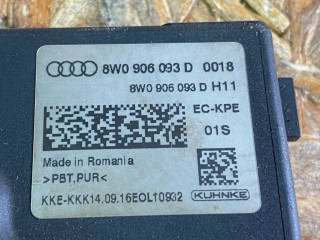 8W0 906 093 D 0018
8W0 906 093 D H11
EC-KPE
01S
Made in Romania
>PBT,PUR<
KKE-KKK14.09.16EOL10932
KUHNKE